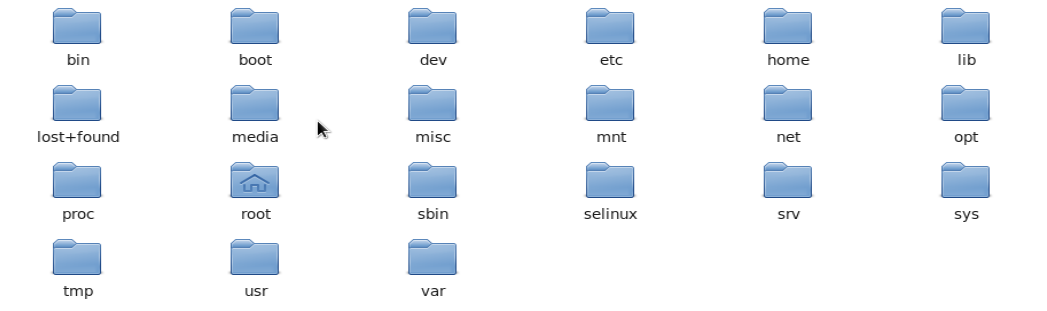 bin boot dev etc home lib
lost+found media misc mnt net opt
proc root sbin selinux srv sys
tmp usr var